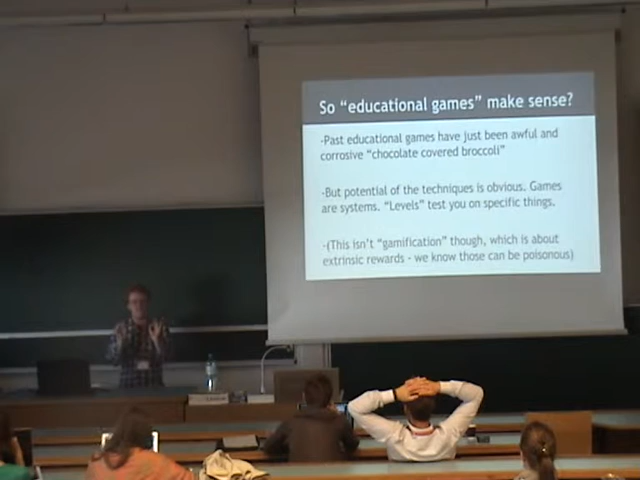 So “educational games” make sense?
-Past educational games have just been awful and
corrosive “chocolate covered broccoli”
-But potential of the techniques is obvious. Games
are systems. “Levels” test you on specific things.
-(This isn’t “gamification” though, which is about
extrinsic rewards - we know those can be poisonous)